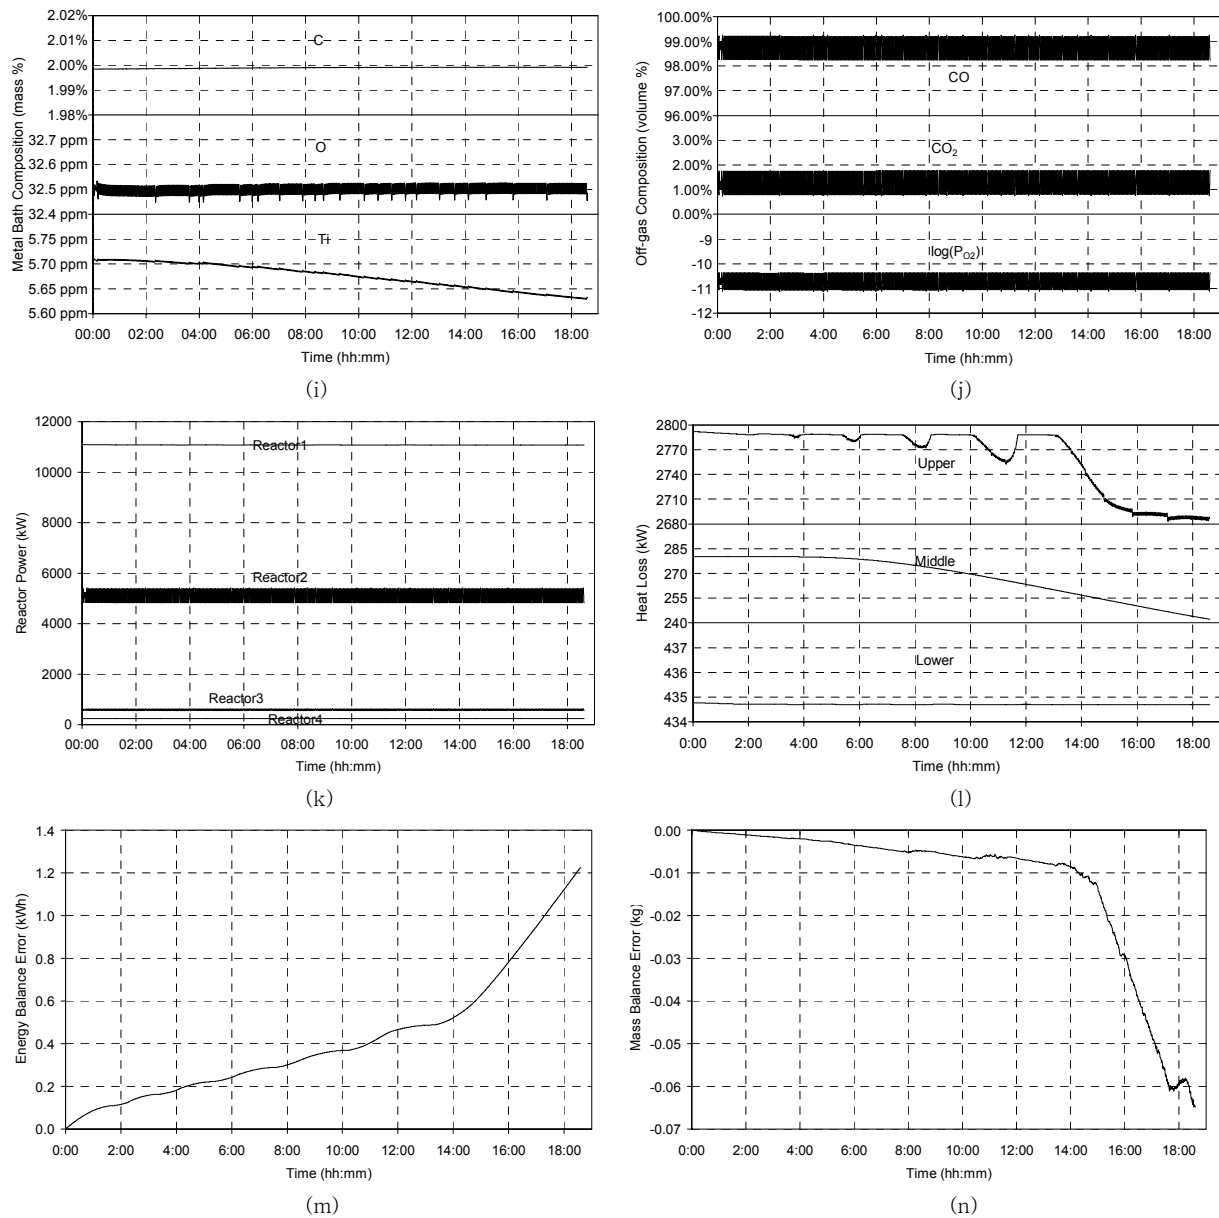 2.02%
2.01%
2.00%
1.99%
1.98%
32.7 ppm
32.6 ppm
32.5 ppm
32.4 ppm
5.75 ppm
5.70 ppm
5.65 ppm
5.60 ppm
Metal Bath Composition (mass %)
C
O
Ti
00:00 02:00 04:00 06:00 08:00 10:00 12:00 14:00 16:00 18:00
Time (hh:mm)
(i)
100.00%
99.00%
98.00%
97.00%
96.00%
3.00%
2.00%
1.00%
0.00%
-9
-10
-11
-12
Off-gas Composition (volume %)
CO
CO₂
log(P_O2)
0:00 2:00 4:00 6:00 8:00 10:00 12:00 14:00 16:00 18:00
Time (hh:mm)
(j)
12000
10000
8000
6000
4000
2000
0
Reactor Power (kW)
Reactor1
Reactor2
Reactor3
Reactor4
00:00 02:00 04:00 06:00 08:00 10:00 12:00 14:00 16:00 18:00
Time (hh:mm)
(k)
2800
2770
2740
2710
2680
285
270
255
240
437
436
435
434
Heat Loss (kW)
Upper
Middle
Lower
0:00 2:00 4:00 6:00 8:00 10:00 12:00 14:00 16:00 18:00
Time (hh:mm)
(l)
1.4
1.2
1.0
0.8
0.6
0.4
0.2
0.0
Energy Balance Error (kWh)
0:00 2:00 4:00 6:00 8:00 10:00 12:00 14:00 16:00 18:00
Time (hh:mm)
(m)
0.00
-0.01
-0.02
-0.03
-0.04
-0.05
-0.06
-0.07
Mass Balance Error (kg)
0:00 2:00 4:00 6:00 8:00 10:00 12:00 14:00 16:00 18:00
Time (hh:mm)
(n)